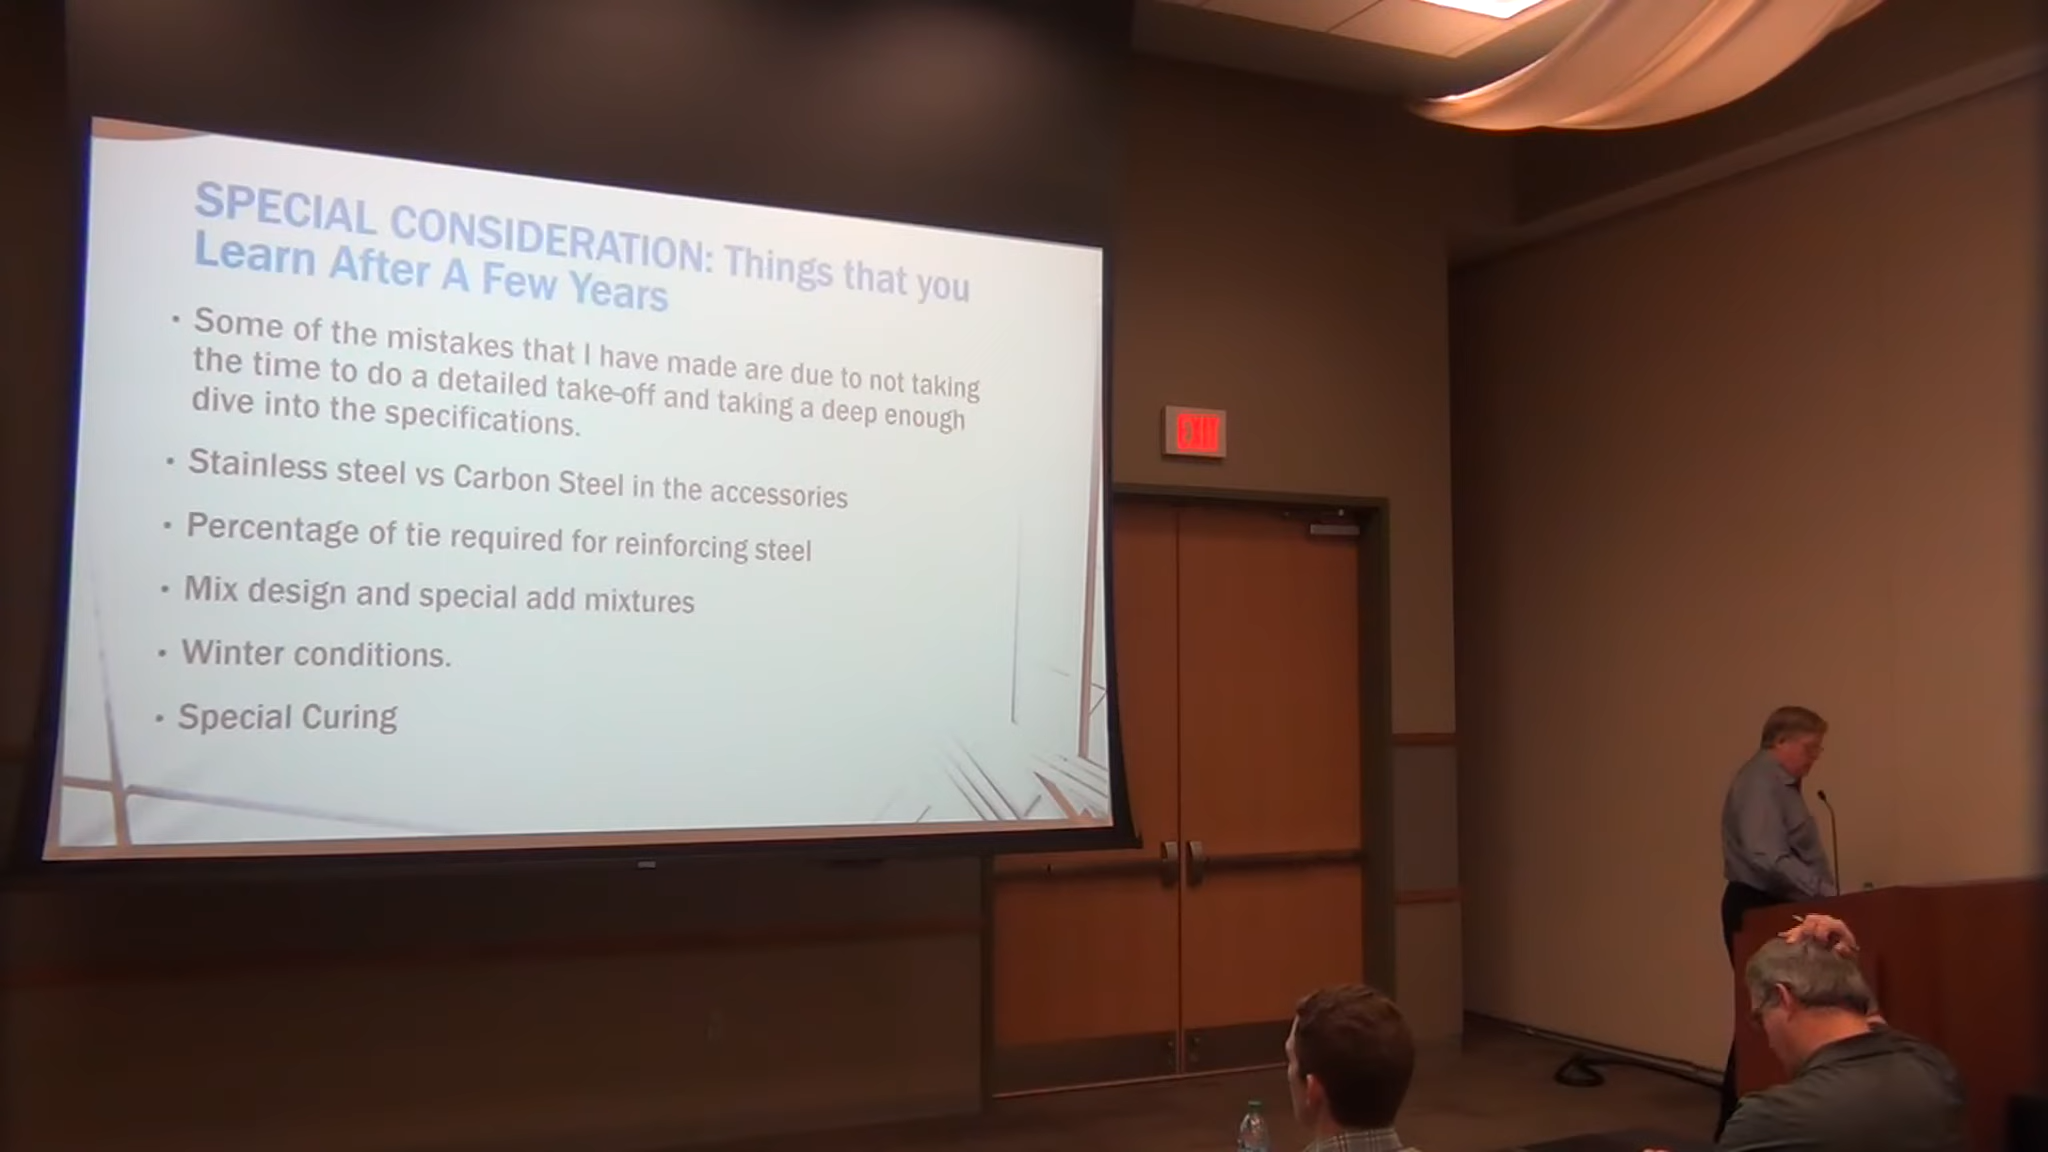 SPECIAL CONSIDERATION: Things that you
Learn After A Few Years
• Some of the mistakes that I have made are due to not taking
the time to do a detailed take-off and taking a deep enough
dive into the specifications.
• Stainless steel vs Carbon Steel in the accessories
• Percentage of tie required for reinforcing steel
• Mix design and special add mixtures
• Winter conditions.
• Special Curing
EXIT